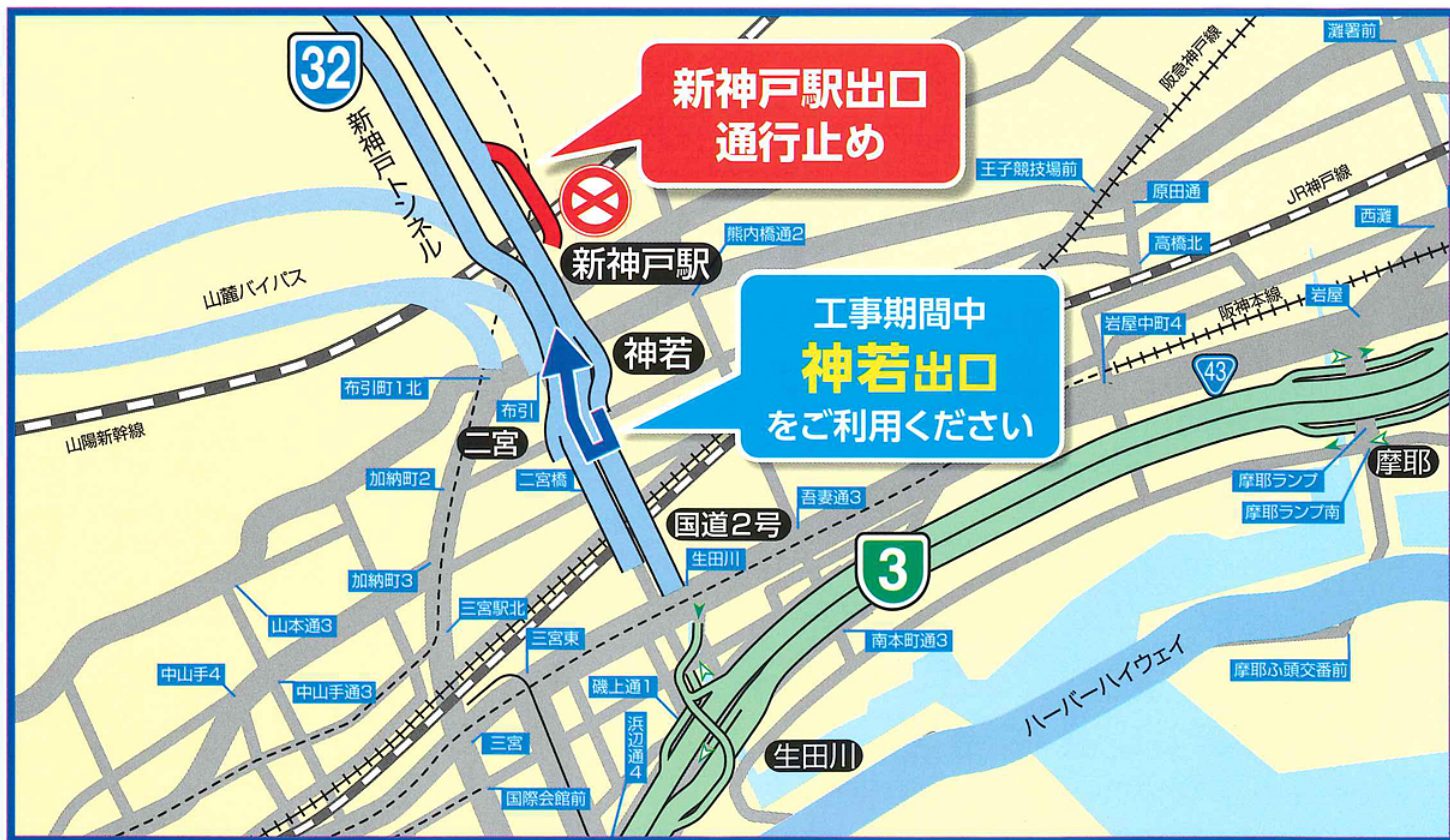 32
新神戸トンネル
新神戸駅出口
通行止め
灘署前
阪急神戸線
王子競技場前
原田通
JR神戸線
西灘
高橋北
熊内橋通2
新神戸駅
山麓バイパス
工事期間中
神若出口
をご利用ください
岩屋
阪神本線
岩屋中町4
43
神若
布引町1北
布引
山陽新幹線
二宮
摩耶
加納町2
二宮橋
摩耶ランプ
摩耶ランプ南
吾妻通3
国道2号
生田川
3
加納町3
三宮駅北
山本通3
三宮東
南本町通3
中山手4
中山手通3
磯上通1
摩耶ふ頭交番前
ハーバーハイウェイ
浜辺通4
三宮
生田川
国際会館前